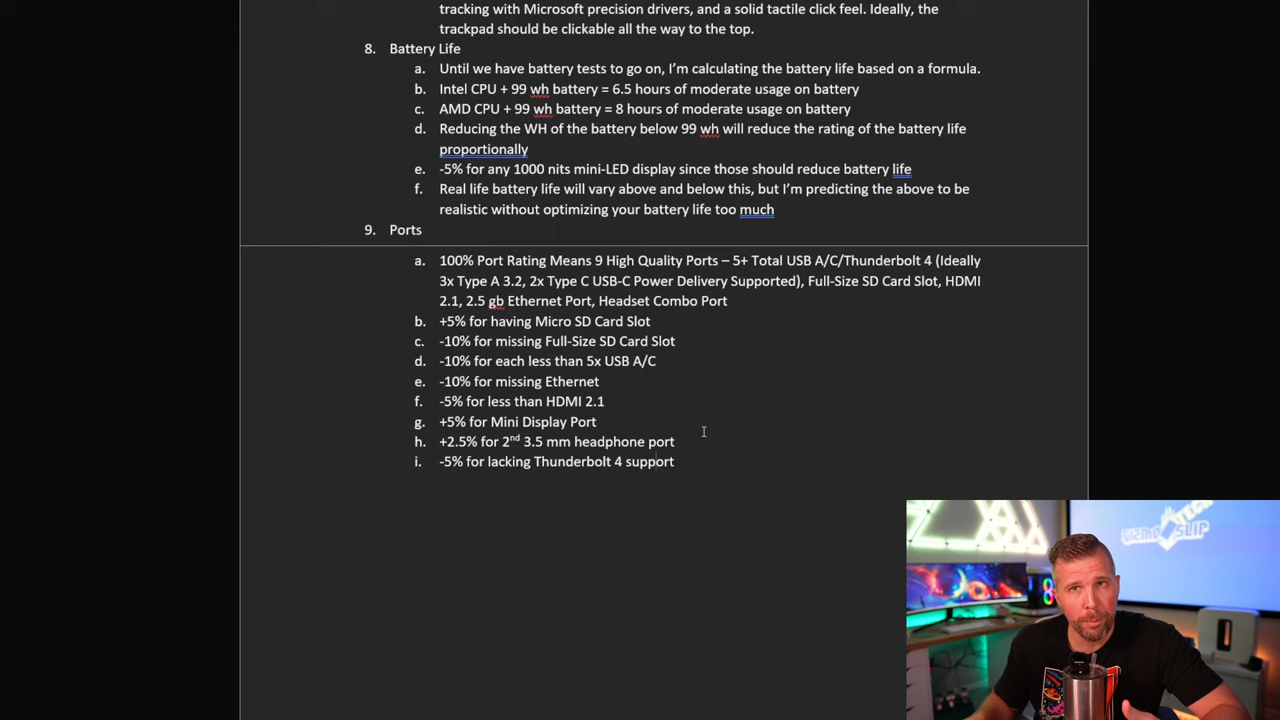 tracking with Microsoft precision drivers, and a solid tactile click feel. Ideally, the
trackpad should be clickable all the way to the top.
8. Battery Life
a. Until we have battery tests to go on, I'm calculating the battery life based on a formula.
b. Intel CPU + 99 wh battery = 6.5 hours of moderate usage on battery
c. AMD CPU + 99 wh battery = 8 hours of moderate usage on battery
d. Reducing the WH of the battery below 99 wh will reduce the rating of the battery life
proportionally
e. -5% for any 1000 nits mini-LED display since those should reduce battery life
f. Real life battery life will vary above and below this, but I'm predicting the above to be
realistic without optimizing your battery life too much
9. Ports
a. 100% Port Rating Means 9 High Quality Ports – 5+ Total USB A/C/Thunderbolt 4 (Ideally
3x Type A 3.2, 2x Type C USB-C Power Delivery Supported), Full-Size SD Card Slot, HDMI
2.1, 2.5 gb Ethernet Port, Headset Combo Port
b. +5% for having Micro SD Card Slot
c. -10% for missing Full-Size SD Card Slot
d. -10% for each less than 5x USB A/C
e. -10% for missing Ethernet
f. -5% for less than HDMI 2.1
g. +5% for Mini Display Port
h. +2.5% for 2nd 3.5 mm headphone port
i. -5% for lacking Thunderbolt 4 support
TECH
GIZMO SLIP